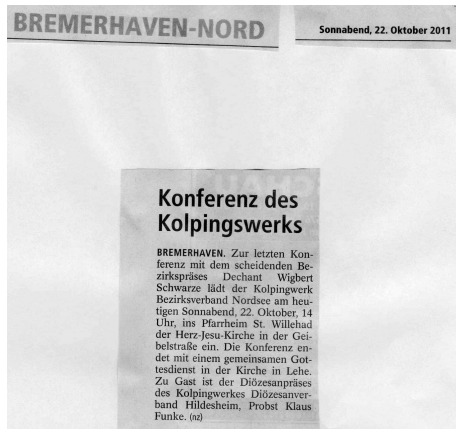 BREMERHAVEN-NORD
Sonnabend, 22. Oktober 2011
Konferenz des
Kolpingswerks
BREMERHAVEN. Zur letzten Kon-
ferenz mit dem scheidenden Be-
zirkspräses Dechant Wigbert
Schwarze lädt der Kolpingwerk
Bezirksverband Nordsee am heu-
tigen Sonnabend, 22. Oktober, 14
Uhr, ins Pfarrheim St. Willehad
der Herz-Jesu-Kirche in der Gei-
belstraße ein. Die Konferenz en-
det mit einem gemeinsamen Got-
tesdienst in der Kirche in Lehe.
Zu Gast ist der Diözesanpräses
des Kolpingwerkes Diözesanver-
band Hildesheim, Probst Klaus
Funke. (nz)